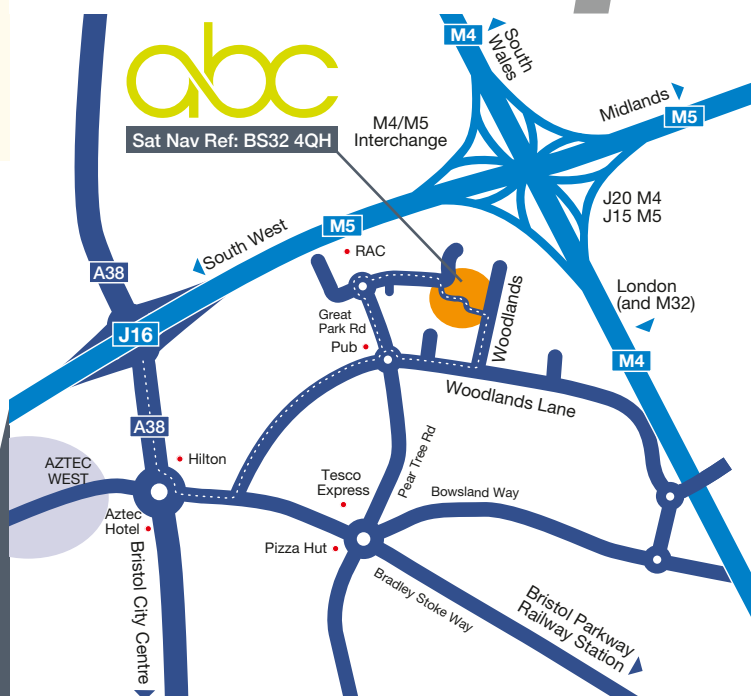 abc
Sat Nav Ref: BS32 4QH
M4
South
Wales
Midlands
M5
M4/M5
Interchange
J20 M4
J15 M5
M5
South West
RAC
A38
London
(and M32)
J16
Great
Park Rd
Pub
Woodlands
M4
Woodlands Lane
A38
Hilton
AZTEC
WEST
Tesco
Express
Pear Tree Rd
Bowsland Way
Aztec
Hotel
Pizza Hut
Bristol City Centre
Bradley Stoke Way
Bristol Parkway
Railway Station